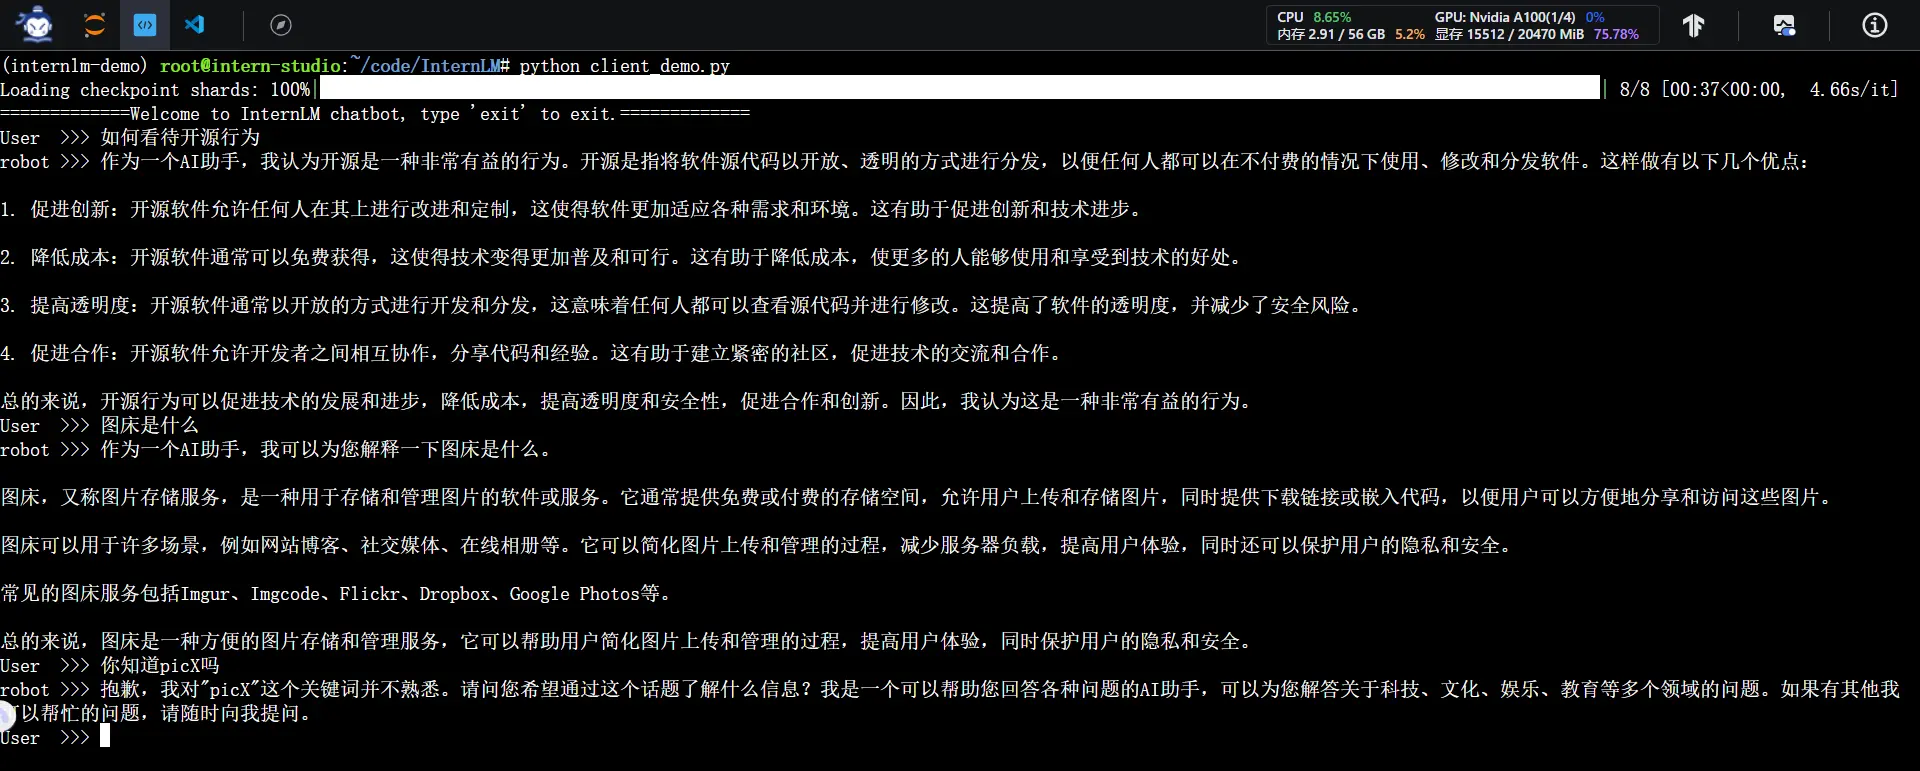 CPU 8.65% GPU: Nvidia A100(1/4) 0%
内存 2.91 / 56 GB 5.2% 显存 15512 / 20470 MiB 75.78%
(internlm-demo) root@intern-studio:~/code/InternLM# python client_demo.py
Loading checkpoint shards: 100%| | 8/8 [00:37<00:00, 4.66s/it]
=============Welcome to InternLM chatbot, type 'exit' to exit.=============
User >>> 如何看待开源行为
robot >>> 作为一个AI助手，我认为开源是一种非常有益的行为。开源是指将软件源代码以开放、透明的方式进行分发，以便任何人都可以在不付费的情况下使用、修改和分发软件。这样做有以下几个优点：
1. 促进创新：开源软件允许任何人在其上进行改进和定制，这使得软件更加适应各种需求和环境。这有助于促进创新和技术进步。
2. 降低成本：开源软件通常可以免费获得，这使得技术变得更加普及和可行。这有助于降低成本，使更多的人能够使用和享受到技术的好处。
3. 提高透明度：开源软件通常以开放的方式进行开发和分发，这意味着任何人都可以查看源代码并进行修改。这提高了软件的透明度，并减少了安全风险。
4. 促进合作：开源软件允许开发者之间相互协作，分享代码和经验。这有助于建立紧密的社区，促进技术的交流和合作。
总的来说，开源行为可以促进技术的发展和进步，降低成本，提高透明度和安全性，促进合作和创新。因此，我认为这是一种非常有益的行为。
User >>> 图床是什么
robot >>> 作为一个AI助手，我可以为您解释一下图床是什么。
图床，又称图片存储服务，是一种用于存储和管理图片的软件或服务。它通常提供免费或付费的存储空间，允许用户上传和存储图片，同时提供下载链接或嵌入代码，以便用户可以方便地分享和访问这些图片。
图床可以用于许多场景，例如网站博客、社交媒体、在线相册等。它可以简化图片上传和管理的过程，减少服务器负载，提高用户体验，同时还可以保护用户的隐私和安全。
常见的图床服务包括Imgur、Imgcode、Flickr、Dropbox、Google Photos等。
总的来说，图床是一种方便的图片存储和管理服务，它可以帮助用户简化图片上传和管理的过程，提高用户体验，同时保护用户的隐私和安全。
User >>> 你知道picX吗
robot >>> 抱歉，我对"picX"这个关键词并不熟悉。请问您希望通过这个话题了解什么信息？我是一个可以帮助您回答各种问题的AI助手，可以为您解答关于科技、文化、娱乐、教育等多个领域的问题。如果有其他我
可以帮忙的问题，请随时向我提问。
User >>>